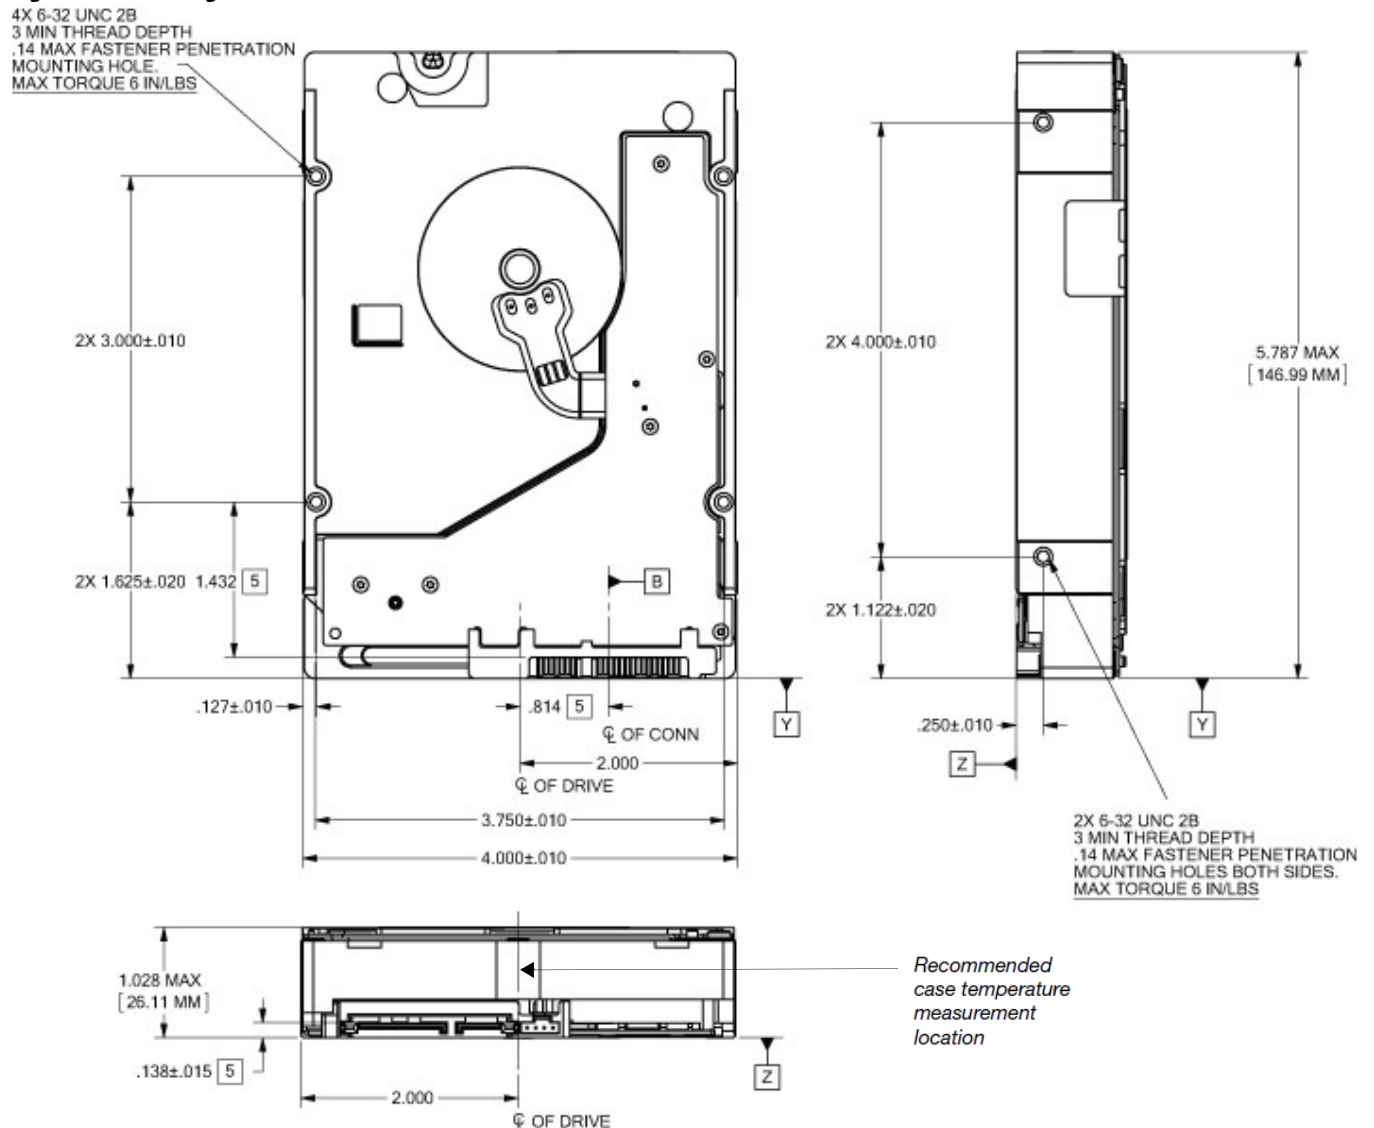 4X 6-32 UNC 2B
3 MIN THREAD DEPTH
.14 MAX FASTENER PENETRATION
MOUNTING HOLE.
MAX TORQUE 6 IN/LBS
2X 3.000±.010
2X 4.000±.010
5.787 MAX
[146.99 MM]
2X 1.625±.020 1.432 5
B
2X 1.122±.020
.127±.010
.814 5
Y
.250±.010
Y
℄ OF CONN
2.000
Z
℄ OF DRIVE
3.750±.010
4.000±.010
2X 6-32 UNC 2B
3 MIN THREAD DEPTH
.14 MAX FASTENER PENETRATION
MOUNTING HOLES BOTH SIDES.
MAX TORQUE 6 IN/LBS
1.028 MAX
[26.11 MM]
Recommended
case temperature
measurement
location
.138±.015 5
Z
2.000
℄ OF DRIVE